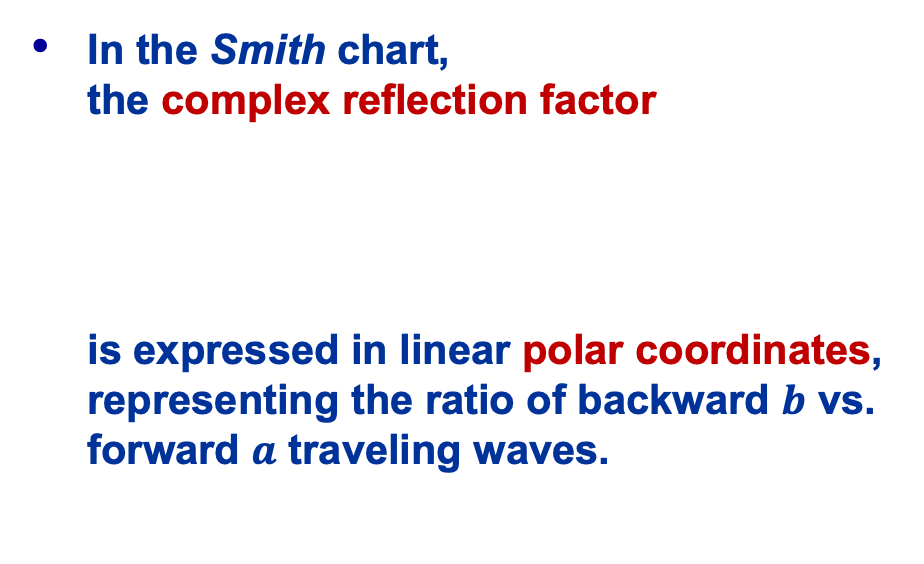 • In the Smith chart,
the complex reflection factor
is expressed in linear polar coordinates,
representing the ratio of backward b vs.
forward a traveling waves.